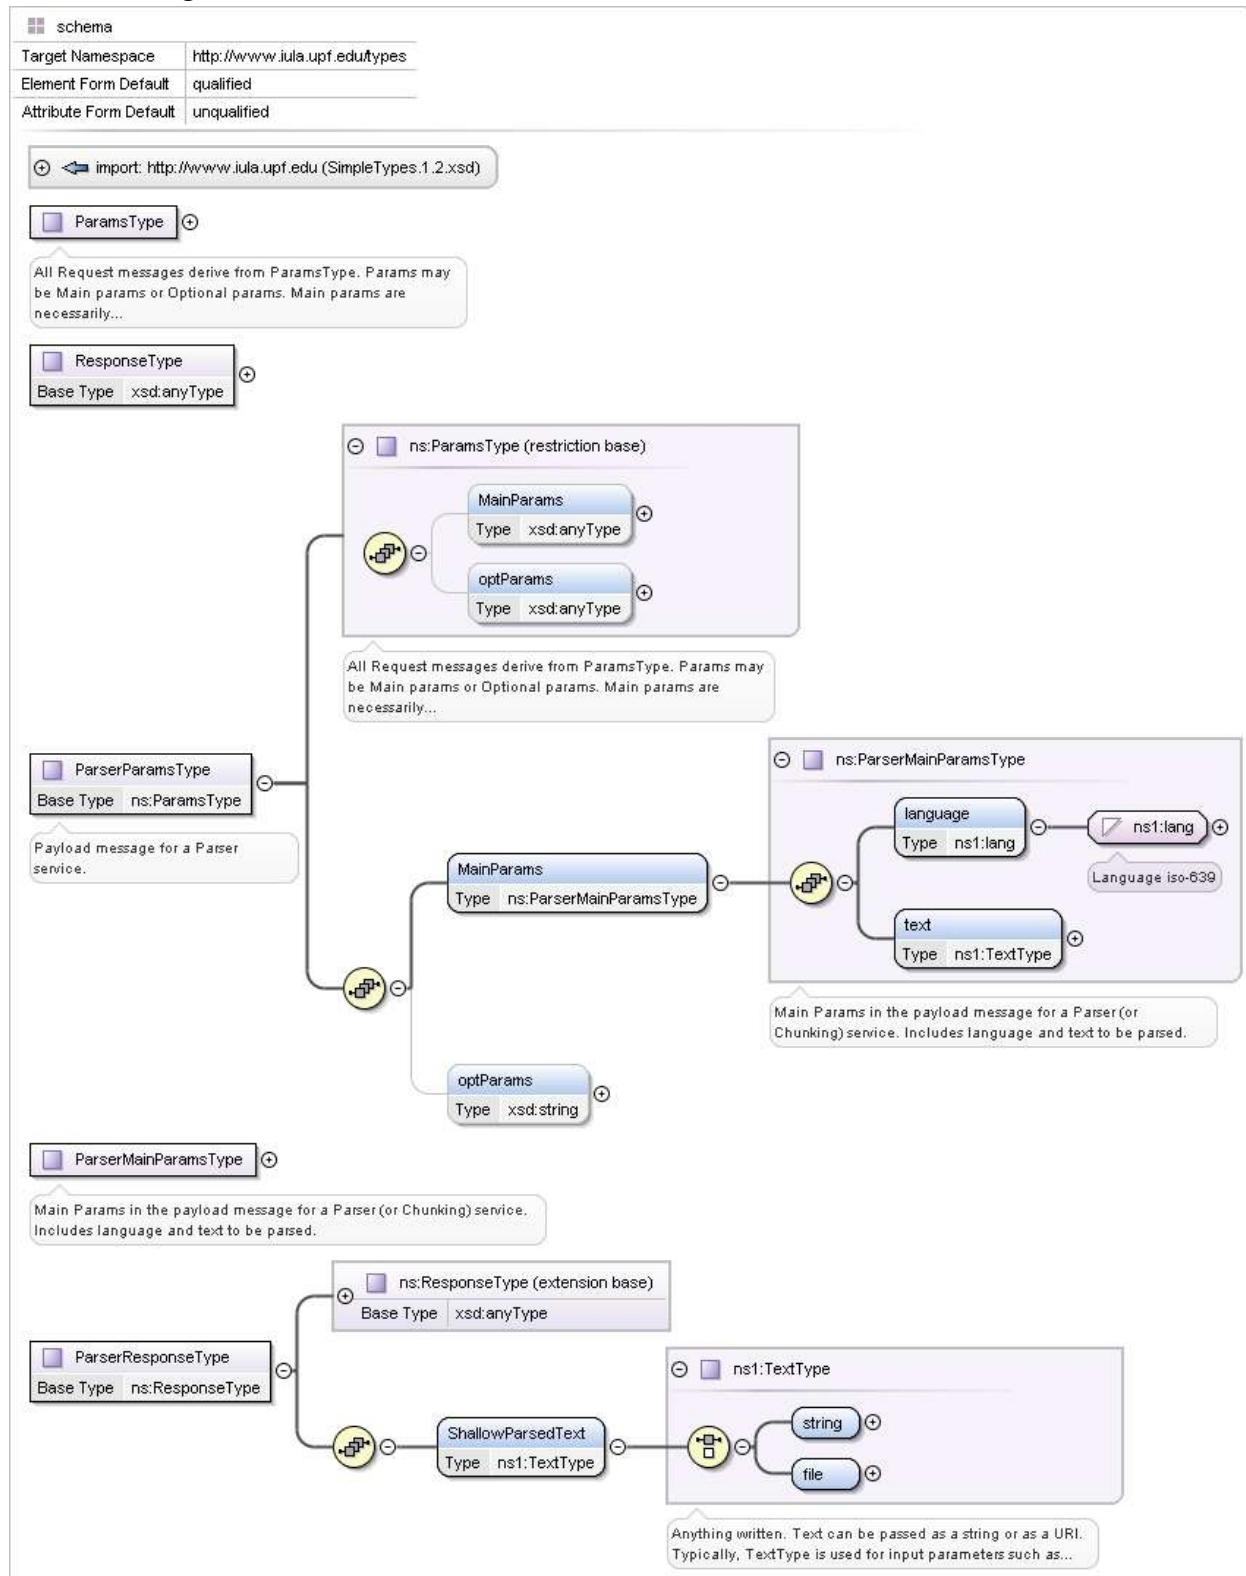 schema
Target Namespace http://www.iula.upf.edu/types
Element Form Default qualified
Attribute Form Default unqualified
import: http://www.iula.upf.edu (SimpleTypes.1.2.xsd)
ParamsType
All Request messages derive from ParamsType. Params may
be Main params or Optional params. Main params are
necessarily...
ResponseType
Base Type xsd:anyType
ns:ParamsType (restriction base)
MainParams
Type xsd:anyType
optParams
Type xsd:anyType
All Request messages derive from ParamsType. Params may
be Main params or Optional params. Main params are
necessarily...
ParserParamsType
Base Type ns:ParamsType
Payload message for a Parser
service.
MainParams
Type ns:ParserMainParamsType
ns:ParserMainParamsType
language
Type ns1:lang
ns1:lang
Language iso-639
text
Type ns1:TextType
Main Params in the payload message for a Parser (or
Chunking) service. Includes language and text to be parsed.
optParams
Type xsd:string
ParserMainParamsType
Main Params in the payload message for a Parser (or Chunking) service.
Includes language and text to be parsed.
ns:ResponseType (extension base)
Base Type xsd:anyType
ParserResponseType
Base Type ns:ResponseType
ShallowParsedText
Type ns1:TextType
ns1:TextType
string
file
Anything written. Text can be passed as a string or as a URI.
Typically, TextType is used for input parameters such as...